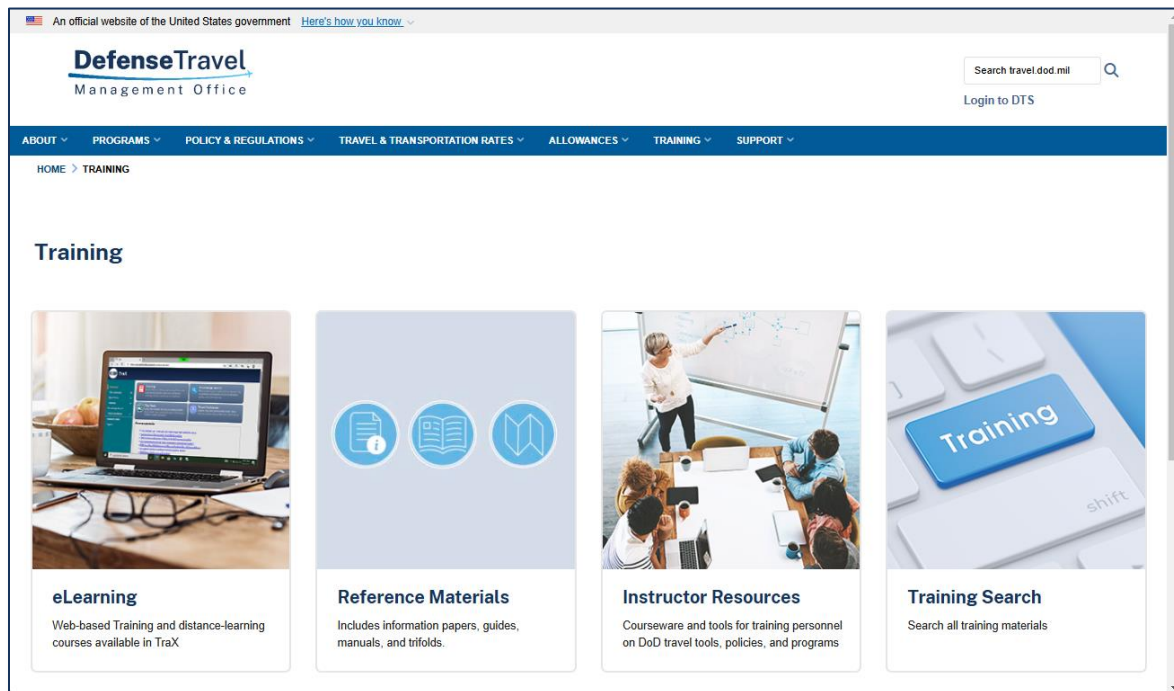 An official website of the United States government Here's how you know
DefenseTravel
Management Office
Search travel.dod.mil
Login to DTS
ABOUT PROGRAMS POLICY & REGULATIONS TRAVEL & TRANSPORTATION RATES ALLOWANCES TRAINING SUPPORT
HOME > TRAINING
Training
Training
shift
eLearning
Web-based Training and distance-learning
courses available in TraX
Reference Materials
Includes information papers, guides,
manuals, and trifolds.
Instructor Resources
Courseware and tools for training personnel
on DoD travel tools, policies, and programs
Training Search
Search all training materials